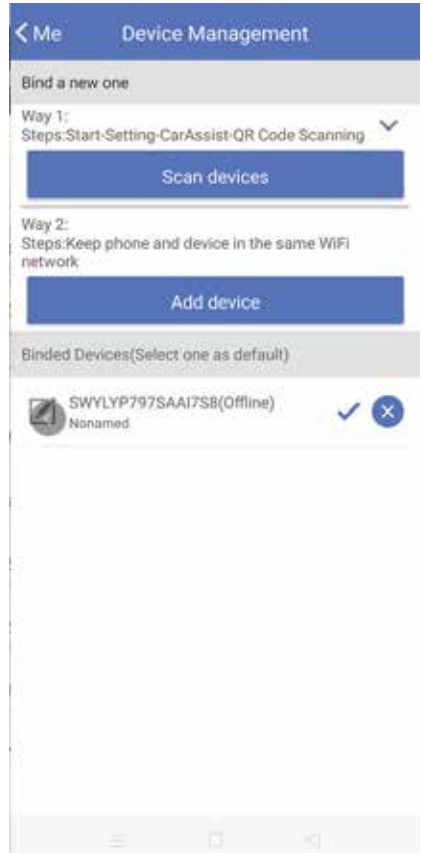 Me
Device Management
Bind a new one
Way 1:
Steps:Start-Setting-CarAssist-QR Code Scanning
Scan devices
Way 2:
Steps:Keep phone and device in the same WiFi
network
Add device
Binded Devices(Select one as default)
SWYLYP797SAAI7S8(Offline)
Nonamed